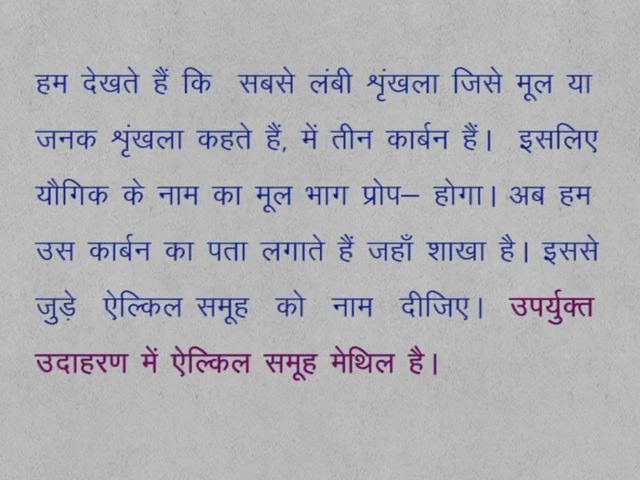 हम देखते हैं कि सबसे लंबी शृंखला जिसे मूल या
जनक शृंखला कहते हैं, में तीन कार्बन हैं। इसलिए
यौगिक के नाम का मूल भाग प्रोप– होगा। अब हम
उस कार्बन का पता लगाते हैं जहाँ शाखा है। इससे
जुड़े ऐल्किल समूह को नाम दीजिए। उपर्युक्त
उदाहरण में ऐल्किल समूह मेथिल है।